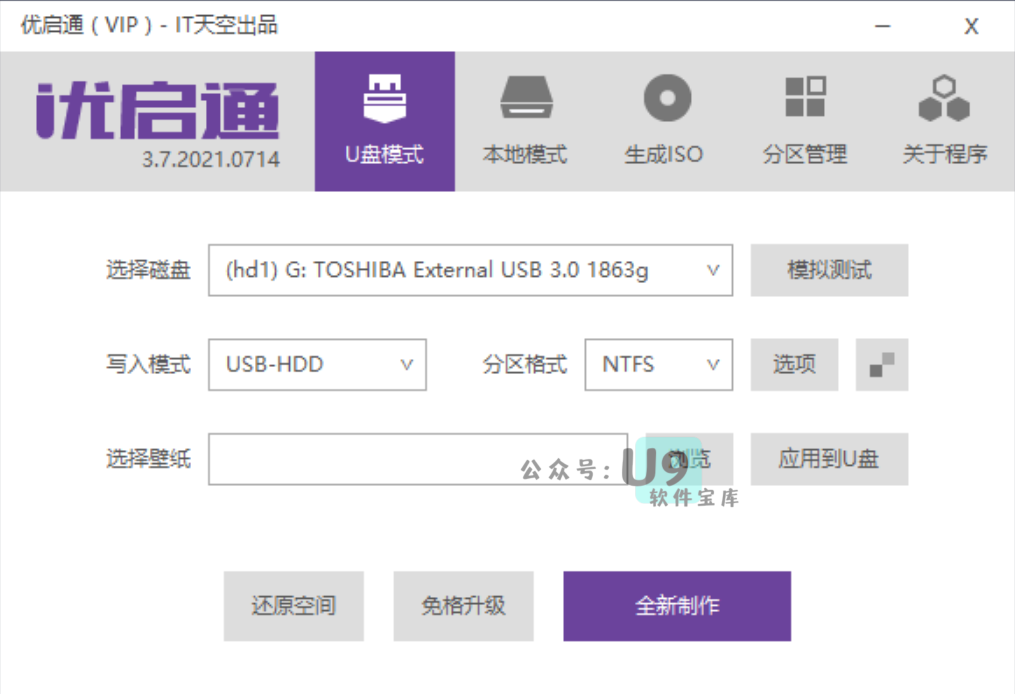 优启通（VIP）- IT天空出品
— X
优启通
3.7.2021.0714
U盘模式 本地模式 生成ISO 分区管理 关于程序
选择磁盘 (hd1) G: TOSHIBA External USB 3.0 1863g 模拟测试
写入模式 USB-HDD 分区格式 NTFS 选项
选择壁纸 浏览 应用到U盘
公众号：U9
软件宝库
还原空间 免格升级 全新制作